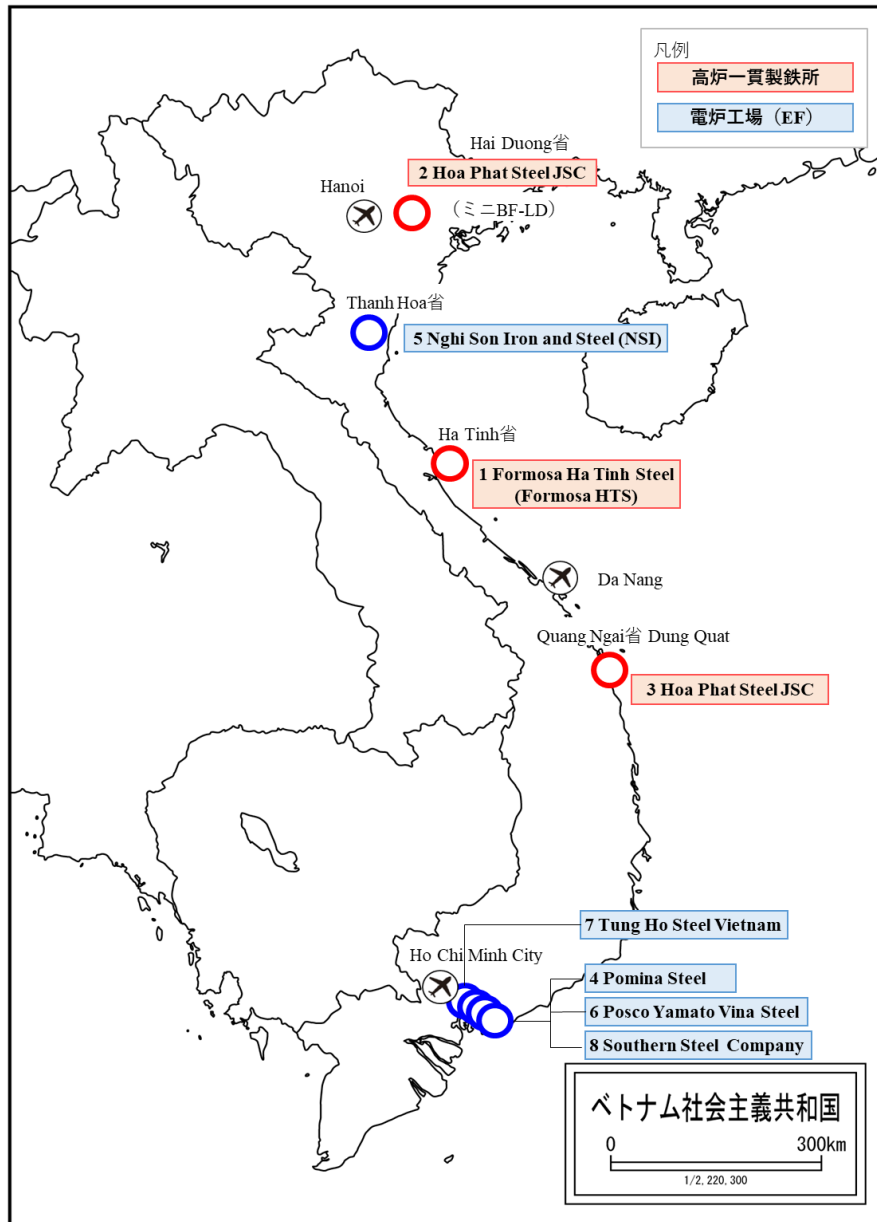 凡例
高炉一貫製鉄所
電炉工場（EF）
Hai Duong省
2 Hoa Phat Steel JSC
Hanoi
（ミニBF-LD）
Thanh Hoa省
5 Nghi Son Iron and Steel (NSI)
Ha Tinh省
1 Formosa Ha Tinh Steel
(Formosa HTS)
Da Nang
Quang Ngai省 Dung Quat
3 Hoa Phat Steel JSC
7 Tung Ho Steel Vietnam
Ho Chi Minh City
4 Pomina Steel
6 Posco Yamato Vina Steel
8 Southern Steel Company
ベトナム社会主義共和国
0 300km
1/2,220,300